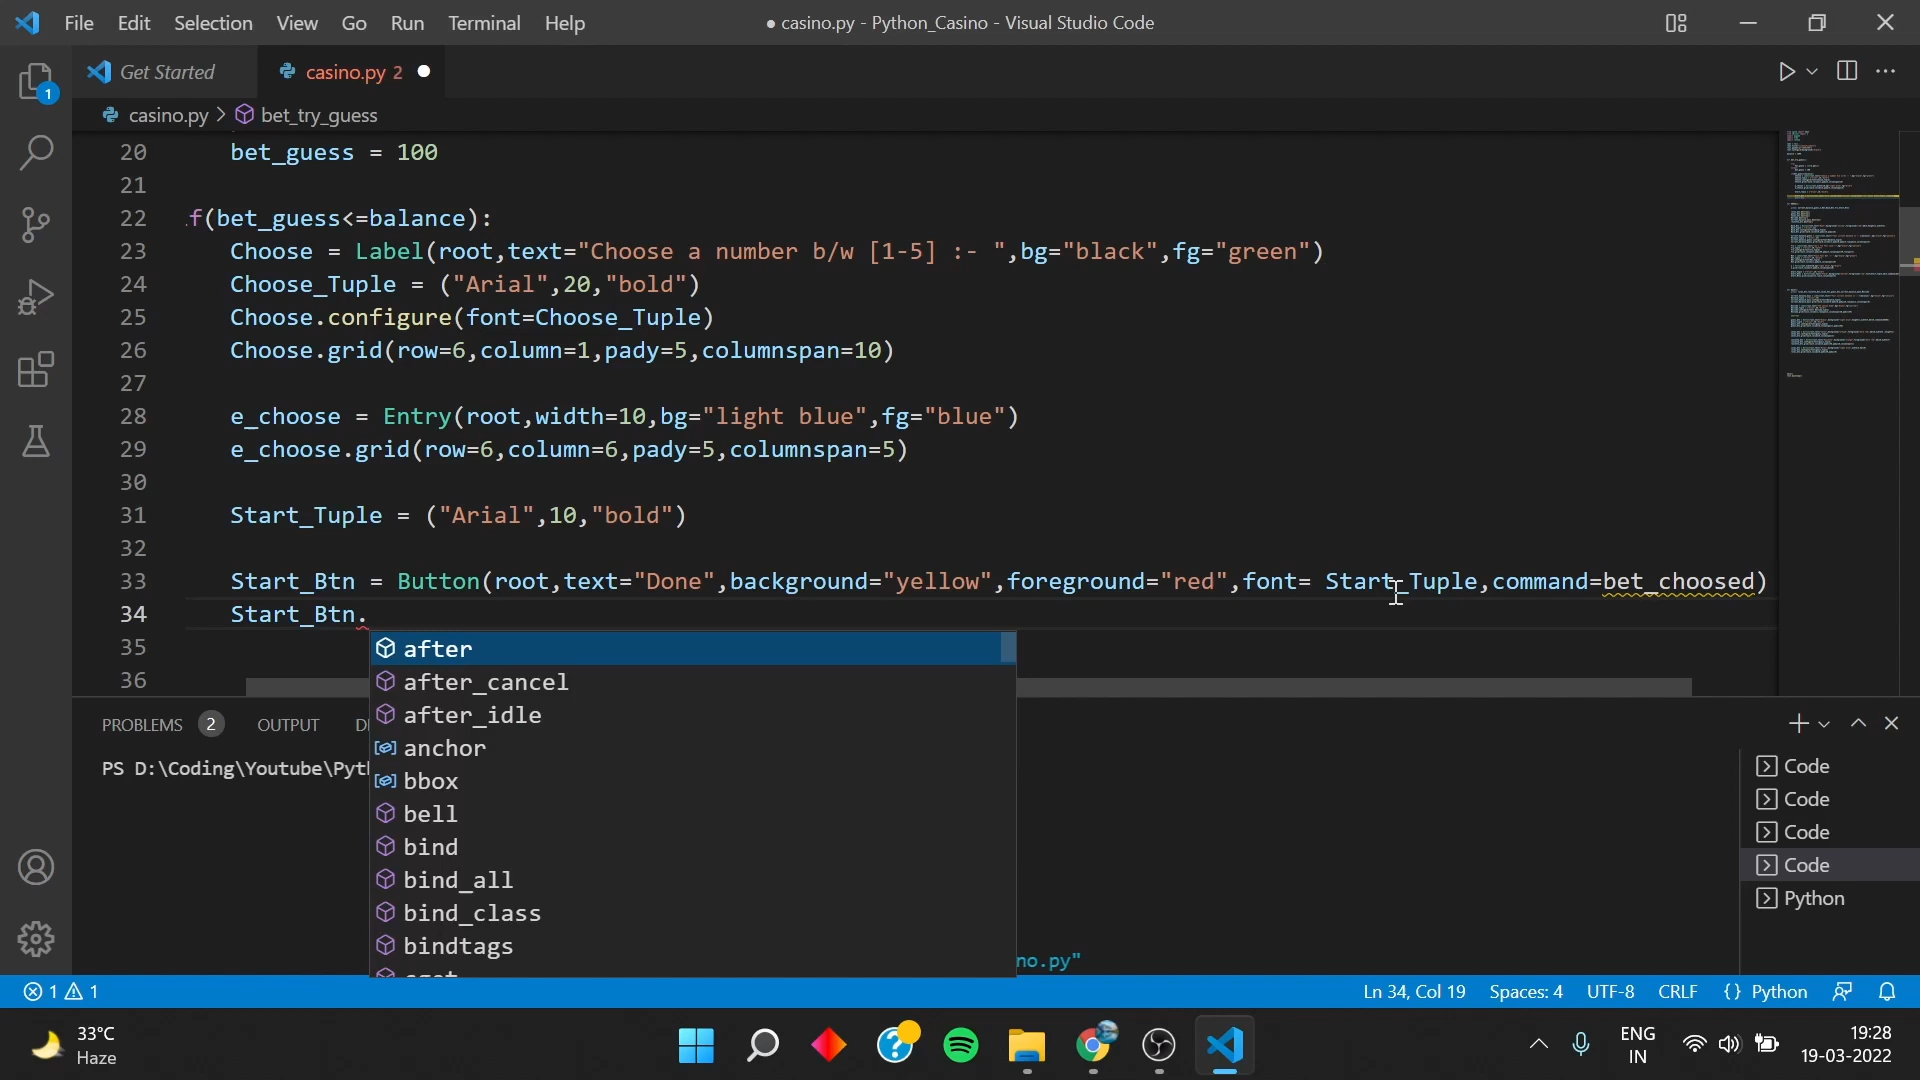 File Edit Selection View Go Run Terminal Help
● casino.py - Python_Casino - Visual Studio Code
Get Started
casino.py 2 ●
1
casino.py > bet_try_guess
20 bet_guess = 100
21
22 f(bet_guess<=balance):
23 Choose = Label(root,text="Choose a number b/w [1-5] :- ",bg="black",fg="green")
24 Choose_Tuple = ("Arial",20,"bold")
25 Choose.configure(font=Choose_Tuple)
26 Choose.grid(row=6,column=1,pady=5,columnspan=10)
27
28 e_choose = Entry(root,width=10,bg="light blue",fg="blue")
29 e_choose.grid(row=6,column=6,pady=5,columnspan=5)
30
31 Start_Tuple = ("Arial",10,"bold")
32
33 Start_Btn = Button(root,text="Done",background="yellow",foreground="red",font= Start_Tuple,command=bet_choosed)
34 Start_Btn.
35
36
after
after_cancel
after_idle
anchor
bbox
bell
bind
bind_all
bind_class
bindtags
PROBLEMS 2 OUTPUT D
PS D:\Coding\Youtube\Pyt
no.py"
Code
Code
Code
Code
Python
1 1
Ln 34, Col 19 Spaces: 4 UTF-8 CRLF {} Python
33°C
Haze
ENG
IN
19:28
19-03-2022